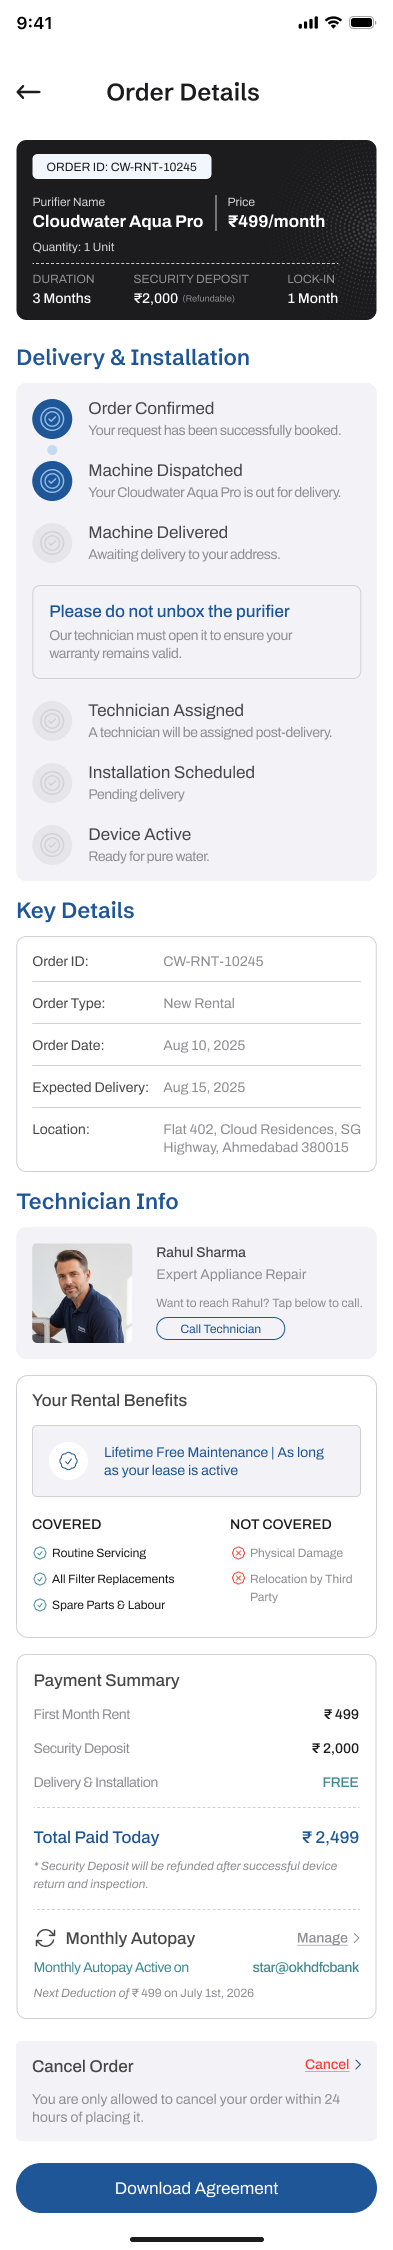 9:41
Order Details
ORDER ID: CW-RNT-10245
Purifier Name
Cloudwater Aqua Pro
Price
₹499/month
Quantity: 1 Unit
DURATION
3 Months
SECURITY DEPOSIT
₹2,000 (Refundable)
LOCK-IN
1 Month
Delivery & Installation
Order Confirmed
Your request has been successfully booked.
Machine Dispatched
Your Cloudwater Aqua Pro is out for delivery.
Machine Delivered
Awaiting delivery to your address.
Please do not unbox the purifier
Our technician must open it to ensure your
warranty remains valid.
Technician Assigned
A technician will be assigned post-delivery.
Installation Scheduled
Pending delivery
Device Active
Ready for pure water.
Key Details
Order ID: CW-RNT-10245
Order Type: New Rental
Order Date: Aug 10, 2025
Expected Delivery: Aug 15, 2025
Location: Flat 402, Cloud Residences, SG
Highway, Ahmedabad 380015
Technician Info
Rahul Sharma
Expert Appliance Repair
Want to reach Rahul? Tap below to call.
Call Technician
Your Rental Benefits
Lifetime Free Maintenance | As long
as your lease is active
COVERED
Routine Servicing
All Filter Replacements
Spare Parts & Labour
NOT COVERED
Physical Damage
Relocation by Third
Party
Payment Summary
First Month Rent ₹ 499
Security Deposit ₹ 2,000
Delivery & Installation FREE
Total Paid Today ₹ 2,499
* Security Deposit will be refunded after successful device
return and inspection.
Monthly Autopay Manage
Monthly Autopay Active on star@okhdfcbank
Next Deduction of ₹ 499 on July 1st, 2026
Cancel Order Cancel
You are only allowed to cancel your order within 24
hours of placing it.
Download Agreement